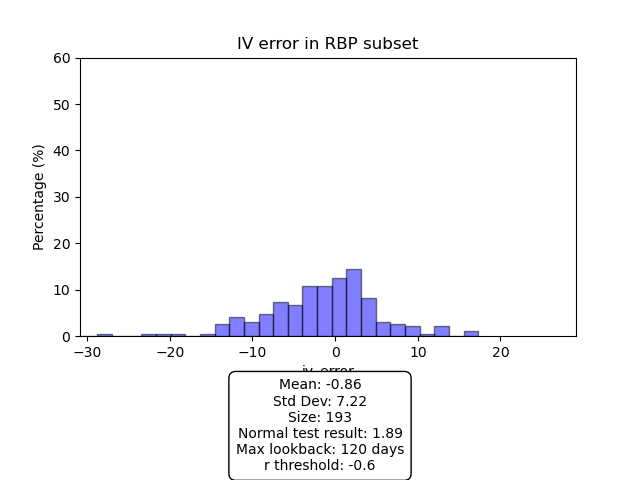 IV error in RBP subset
60
50
40
30
20
10
0
Percentage (%)
−30
−20
−10
0
10
20
iv_error
Mean: -0.86
Std Dev: 7.22
Size: 193
Normal test result: 1.89
Max lookback: 120 days
r threshold: -0.6